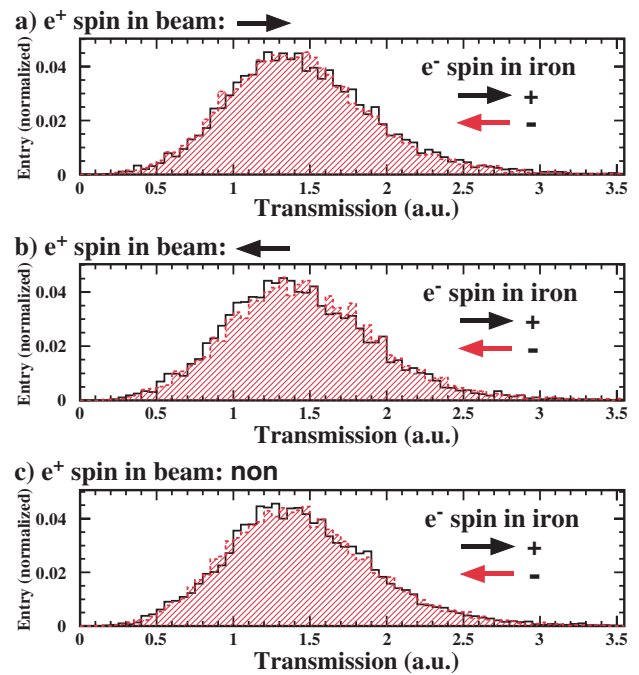 a) e⁺ spin in beam:
Entry (normalized)
0.04
0.02
0
e⁻ spin in iron
+
-
0 0.5 1 1.5 2 2.5 3 3.5
Transmission (a.u.)
b) e⁺ spin in beam:
Entry (normalized)
0.04
0.02
0
e⁻ spin in iron
+
-
0 0.5 1 1.5 2 2.5 3 3.5
Transmission (a.u.)
c) e⁺ spin in beam: non
Entry (normalized)
0.04
0.02
0
e⁻ spin in iron
+
-
0 0.5 1 1.5 2 2.5 3 3.5
Transmission (a.u.)